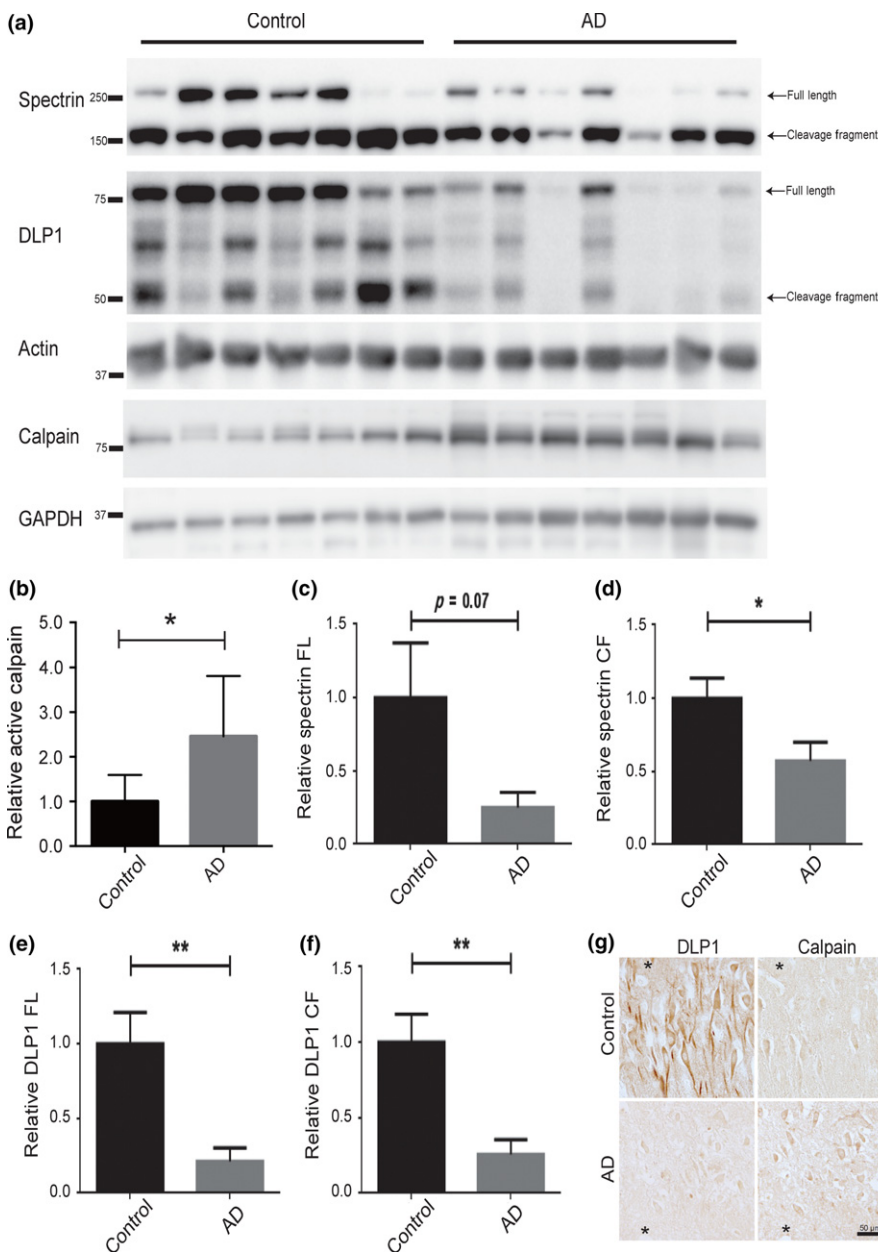 (a)
Control AD
Spectrin
250
Full length
150
Cleavage fragment
DLP1
75
Full length
50
Cleavage fragment
Actin
37
Calpain
75
GAPDH
37
(b)
Relative active calpain
5.0
4.0
3.0
2.0
1.0
0.0
*
Control
AD
(c)
Relative spectrin FL
1.5
1.0
0.5
0.0
p = 0.07
Control
AD
(d)
Relative spectrin CF
1.5
1.0
0.5
0.0
*
Control
AD
(e)
Relative DLP1 FL
1.5
1.0
0.5
0.0
**
Control
AD
(f)
Relative DLP1 CF
1.5
1.0
0.5
0.0
**
Control
AD
(g)
DLP1 Calpain
Control
* *
AD
* *
50 µm